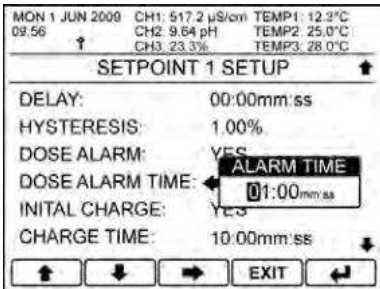 MON 1 JUN 2009 CH1: 517.2 µS/cm TEMP1: 12.3°C
09:56 CH2: 9.64 pH TEMP2: 25.0°C
CH3: 23.3% TEMP3: 28.0°C
SETPOINT 1 SETUP
DELAY: 00:00mm:ss
HYSTERESIS: 1.00%
DOSE ALARM: YES
ALARM TIME
DOSE ALARM TIME: 01:00mm:ss
INITAL CHARGE: YES
CHARGE TIME: 10:00mm:ss
EXIT